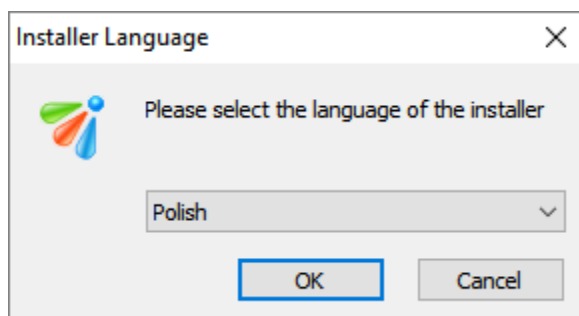 Installer Language
Please select the language of the installer
Polish
OK
Cancel